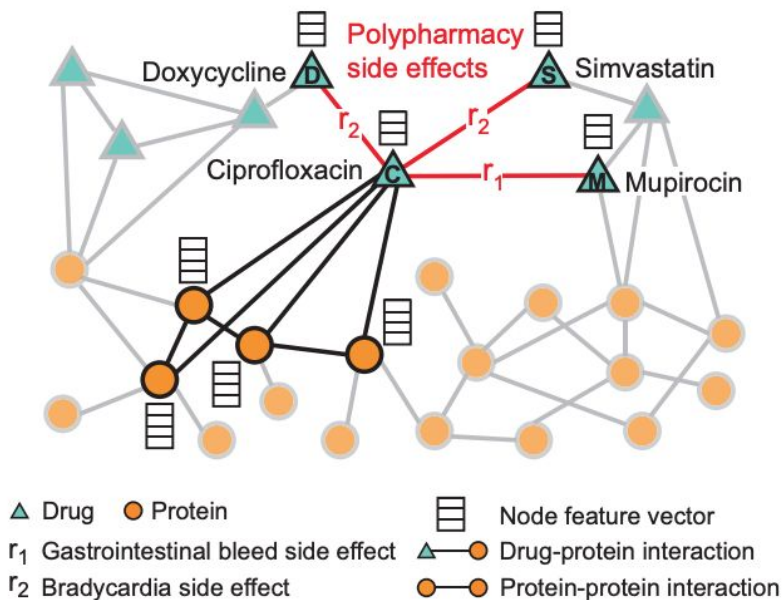 Polypharmacy
side effects
Doxycycline
D
S
Simvastatin
r2
r2
Ciprofloxacin
C
r1
M
Mupirocin
Drug
Protein
Node feature vector
r1 Gastrointestinal bleed side effect
Drug-protein interaction
r2 Bradycardia side effect
Protein-protein interaction